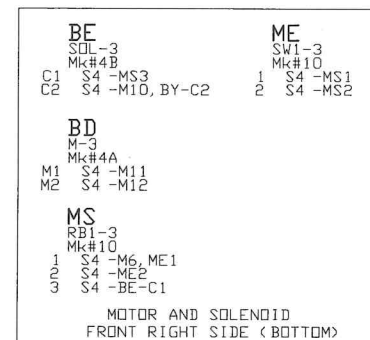 BE
SOL-3
Mk#4B
C1 S4 -MS3
C2 S4 -M10, BY-C2
ME
SW1-3
Mk#10
1 S4 -MS1
2 S4 -MS2
BD
M-3
Mk#4A
M1 S4 -M11
M2 S4 -M12
MS
RB1-3
Mk#10
1 S4 -M6, ME1
2 S4 -ME2
3 S4 -BE-C1
MOTOR AND SOLENOID
FRONT RIGHT SIDE (BOTTOM)